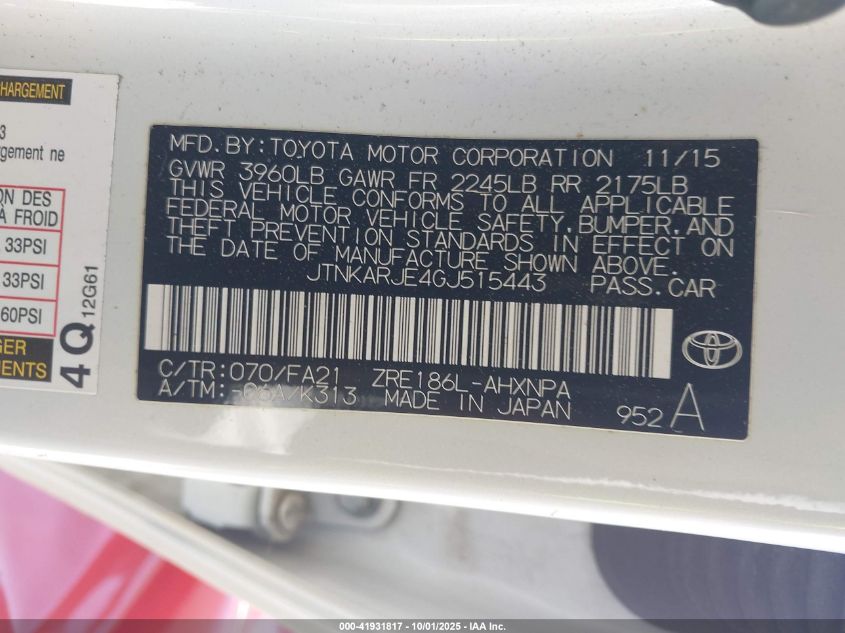 HARGEMENT
3
rgement ne
ON DES
À FROID
33PSI
33PSI
60PSI
GER
EMENTS
4Q 12G61
MFD. BY: TOYOTA MOTOR CORPORATION 11/15
GVWR 3960LB GAWR FR 2245LB RR 2175LB
THIS VEHICLE CONFORMS TO ALL APPLICABLE
FEDERAL MOTOR VEHICLE SAFETY, BUMPER, AND
THEFT PREVENTION STANDARDS IN EFFECT ON
THE DATE OF MANUFACTURE SHOWN ABOVE.
JTNKARJE4GJ515443 PASS.CAR
C/TR: 070/FA21 ZRE186L-AHXNPA
A/TM: -06A/K313 MADE IN JAPAN
952 A
000-41931817 - 10/01/2025 - IAA Inc.